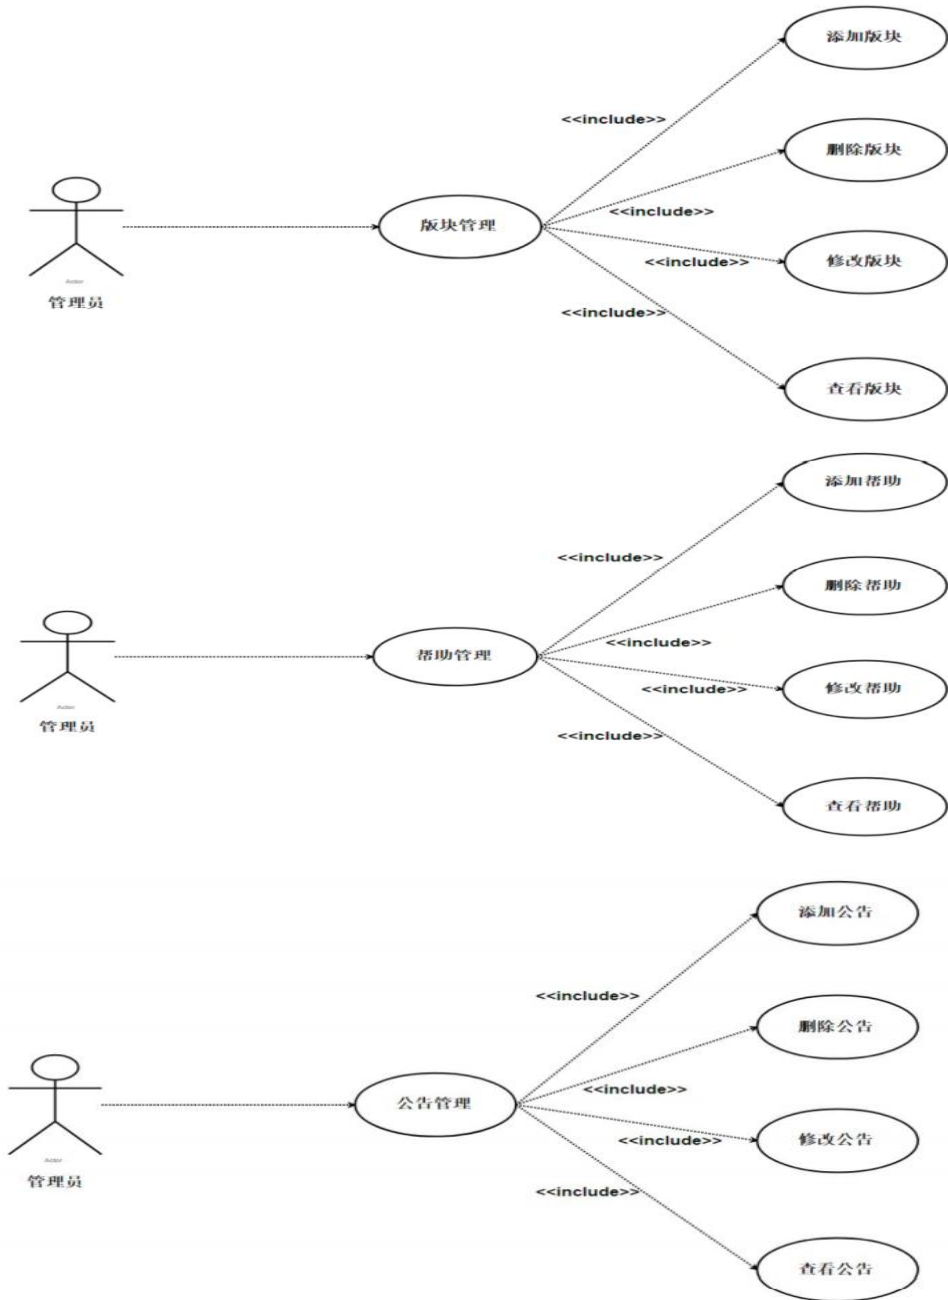 添加版块
<<include>>
删除版块
<<include>>
版块管理
<<include>>
修改版块
Actor
管理员
<<include>>
查看版块
添加帮助
<<include>>
删除帮助
<<include>>
帮助管理
<<include>>
修改帮助
Actor
管理员
<<include>>
查看帮助
添加公告
<<include>>
删除公告
<<include>>
公告管理
<<include>>
修改公告
Actor
管理员
<<include>>
查看公告